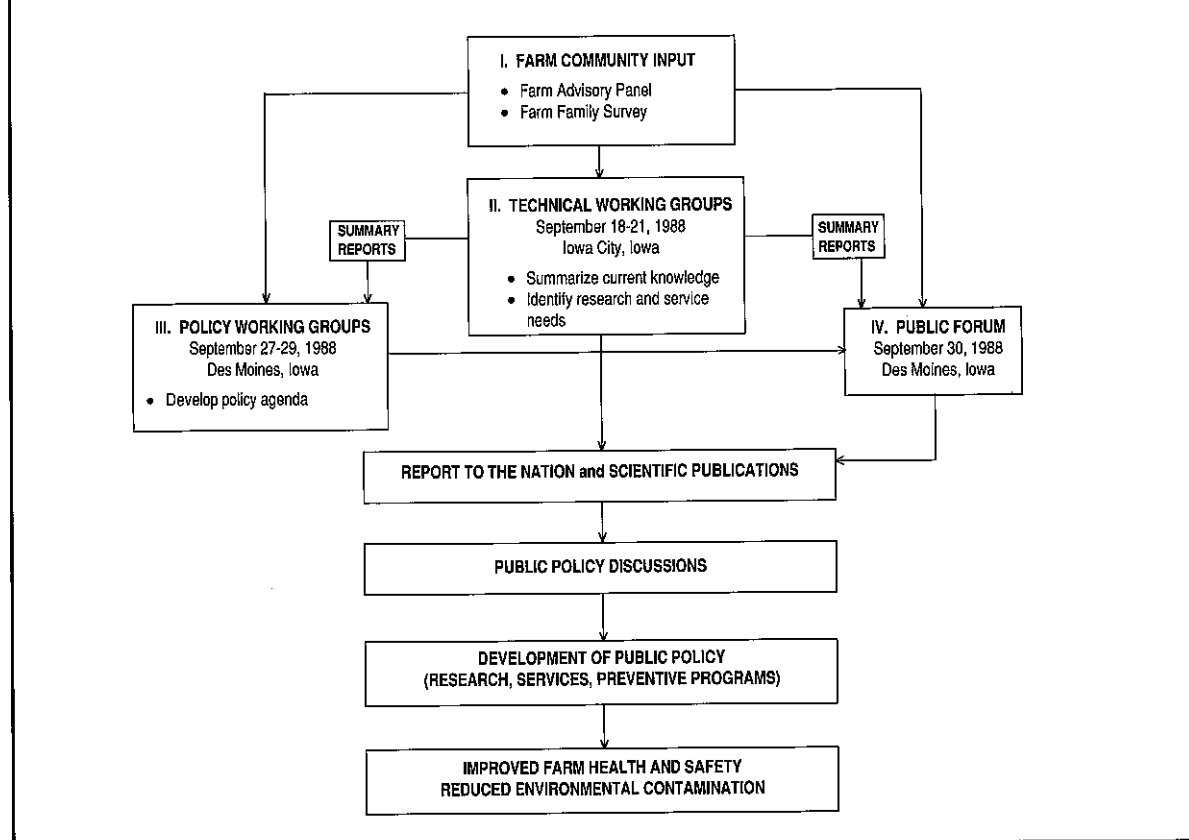 I. FARM COMMUNITY INPUT
• Farm Advisory Panel
• Farm Family Survey
II. TECHNICAL WORKING GROUPS
September 18-21, 1988
Iowa City, Iowa
• Summarize current knowledge
• Identify research and service
needs
SUMMARY
REPORTS
SUMMARY
REPORTS
III. POLICY WORKING GROUPS
September 27-29, 1988
Des Moines, Iowa
• Develop policy agenda
IV. PUBLIC FORUM
September 30, 1988
Des Moines, Iowa
REPORT TO THE NATION and SCIENTIFIC PUBLICATIONS
PUBLIC POLICY DISCUSSIONS
DEVELOPMENT OF PUBLIC POLICY
(RESEARCH, SERVICES, PREVENTIVE PROGRAMS)
IMPROVED FARM HEALTH AND SAFETY
REDUCED ENVIRONMENTAL CONTAMINATION